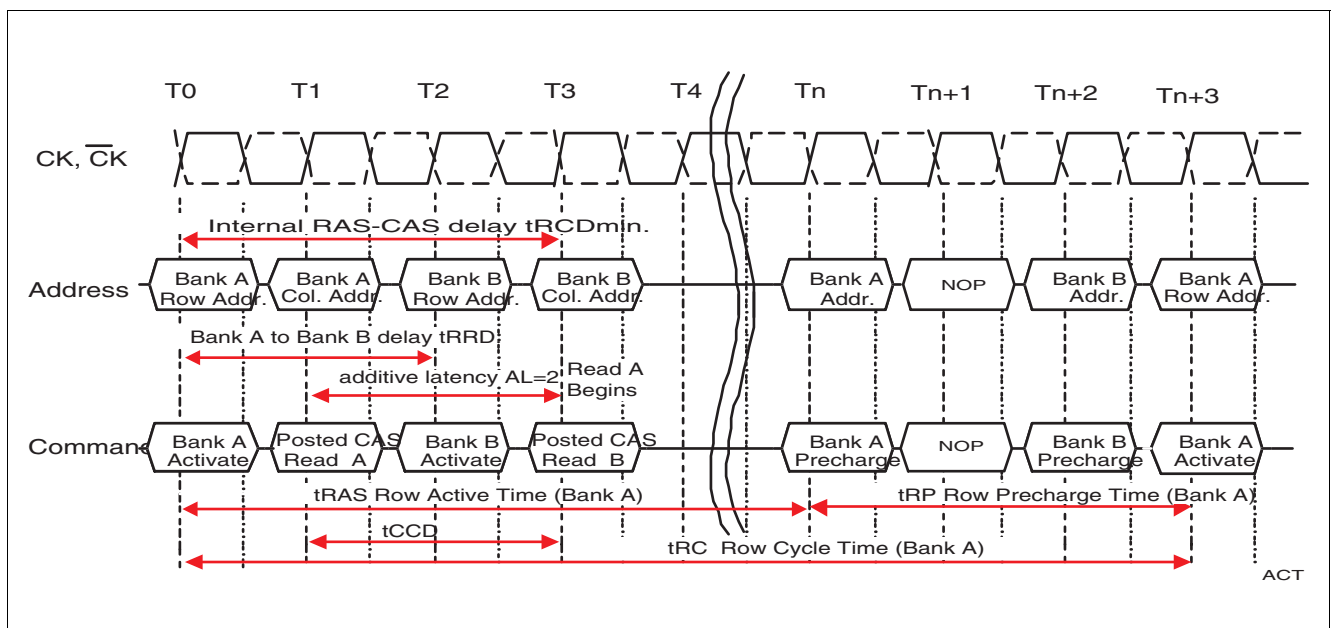 T0 T1 T2 T3 T4 Tn Tn+1 Tn+2 Tn+3
CK, C̅K̅
Internal RAS-CAS delay tRCDmin.
Address
Bank A
Row Addr.
Bank A
Col. Addr.
Bank B
Row Addr.
Bank B
Col. Addr.
Bank A
Addr.
NOP
Bank B
Addr.
Bank A
Row Addr.
Bank A to Bank B delay tRRD
additive latency AL=2
Read A
Begins
Command
Bank A
Activate
Posted CAS
Read A
Bank B
Activate
Posted CAS
Read B
Bank A
Precharge
NOP
Bank B
Precharge
Bank A
Activate
tRAS Row Active Time (Bank A)
tRP Row Precharge Time (Bank A)
tCCD
tRC Row Cycle Time (Bank A)
ACT